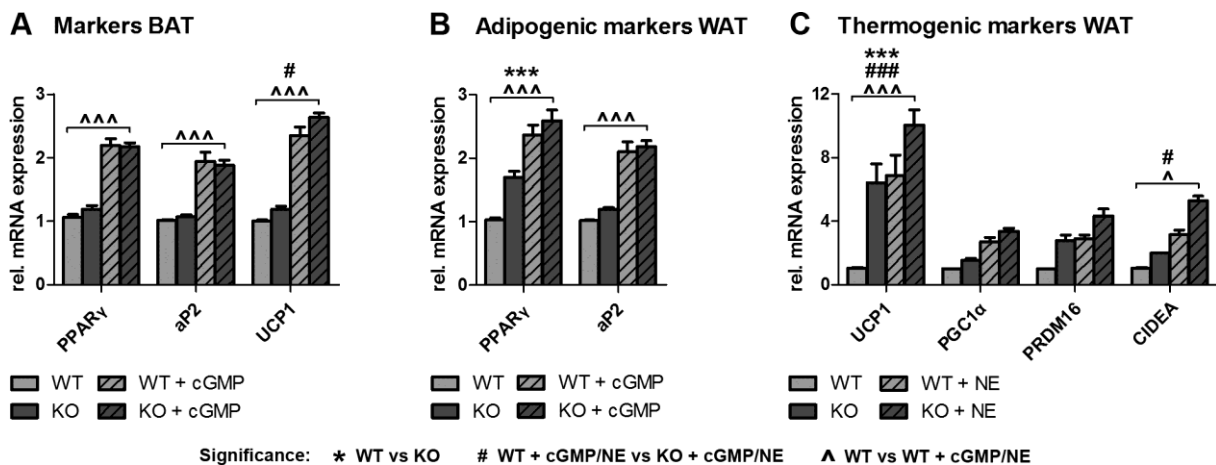 A Markers BAT
#
^^^
^^^
^^^
rel. mRNA expression
3
2
1
0
PPARγ
aP2
UCP1
WT
WT + cGMP
KO
KO + cGMP
B Adipogenic markers WAT
***
^^^
^^^
rel. mRNA expression
3
2
1
0
PPARγ
aP2
WT
WT + cGMP
KO
KO + cGMP
C Thermogenic markers WAT
***
###
^^^
#
^
rel. mRNA expression
12
8
4
0
UCP1
PGC1α
PRDM16
CIDEA
WT
WT + NE
KO
KO + NE
Significance: * WT vs KO # WT + cGMP/NE vs KO + cGMP/NE ^ WT vs WT + cGMP/NE